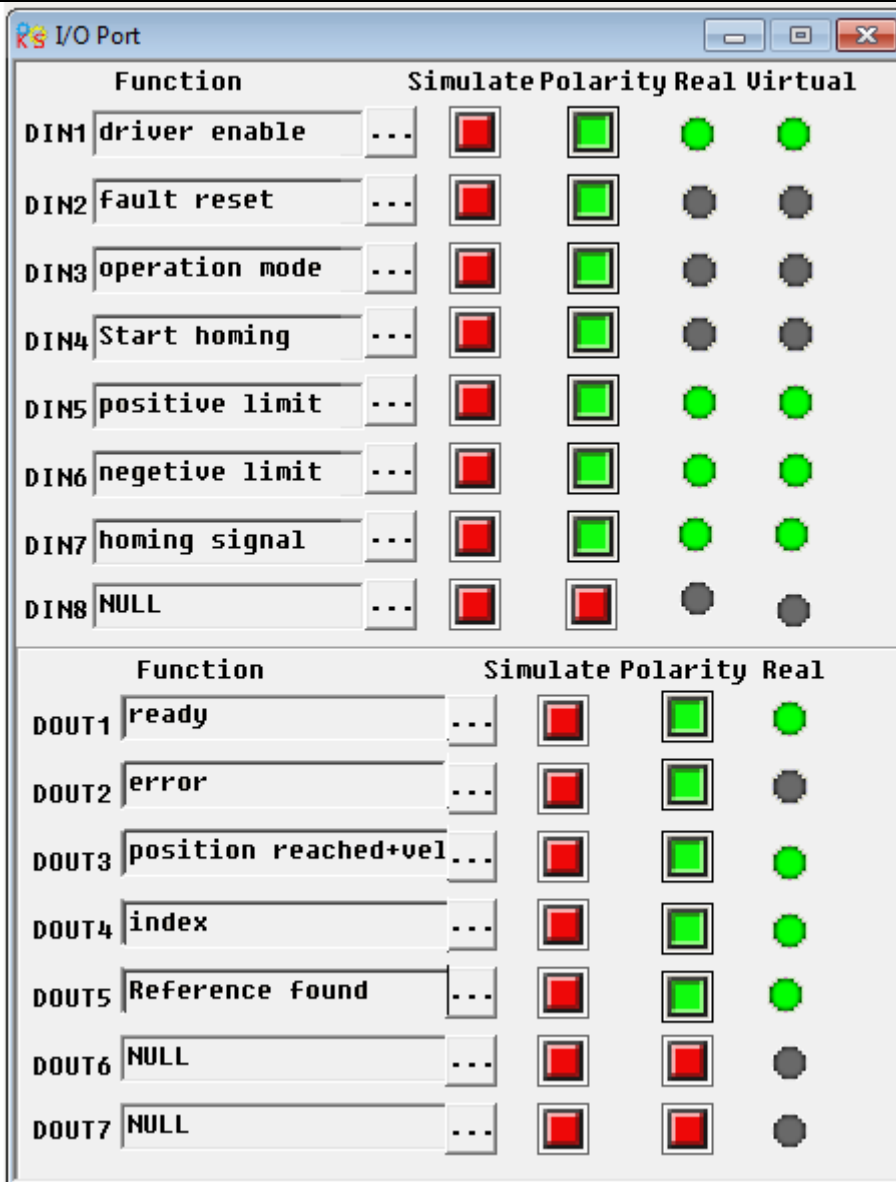 I/O Port
Function Simulate Polarity Real Virtual
DIN1 driver enable ...
DIN2 fault reset ...
DIN3 operation mode ...
DIN4 Start homing ...
DIN5 positive limit ...
DIN6 negetive limit ...
DIN7 homing signal ...
DIN8 NULL ...
Function Simulate Polarity Real
DOUT1 ready ...
DOUT2 error ...
DOUT3 position reached+vel ...
DOUT4 index ...
DOUT5 Reference found ...
DOUT6 NULL ...
DOUT7 NULL ...